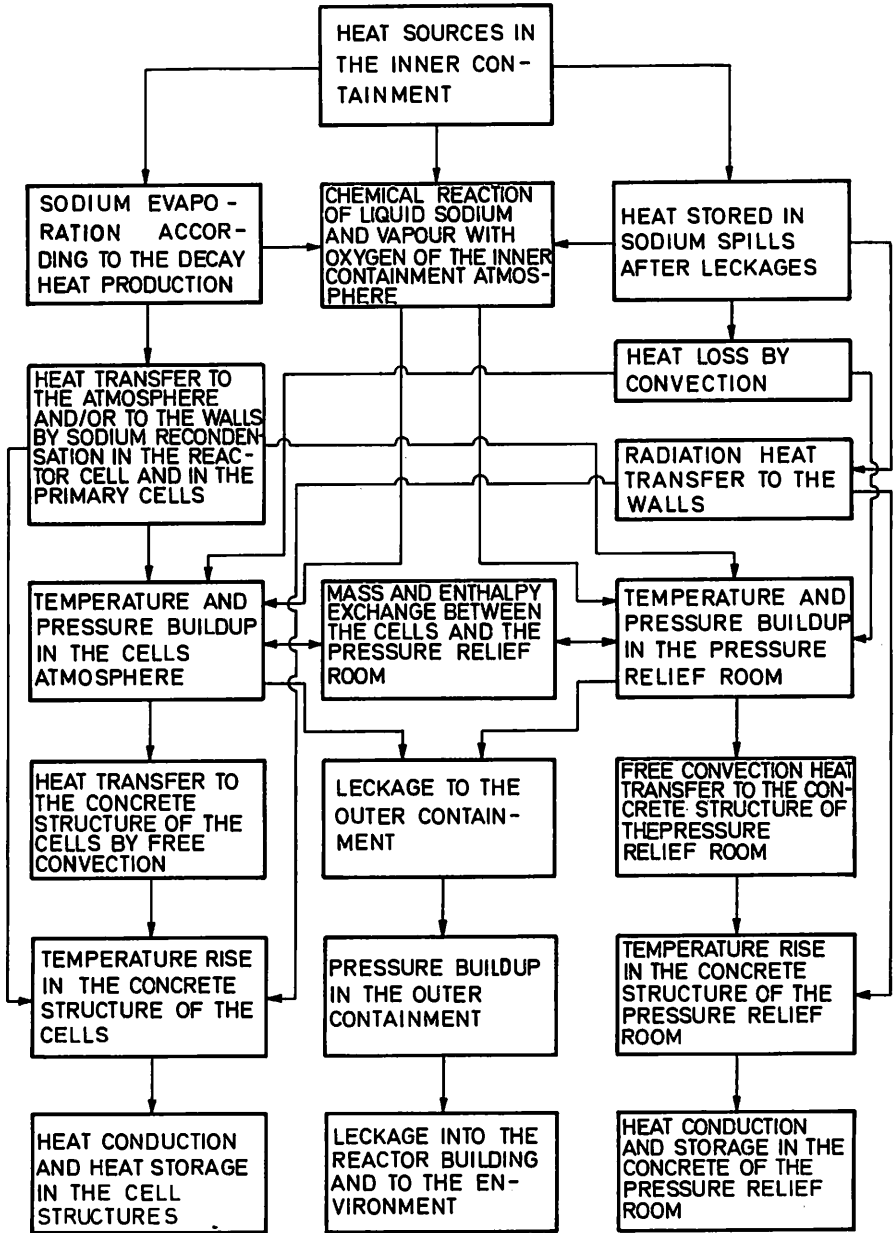 HEAT SOURCES IN
THE INNER CON-
TAINMENT
SODIUM EVAPO-
RATION ACCOR-
DING TO THE DECAY
HEAT PRODUCTION
CHEMICAL REACTION
OF LIQUID SODIUM
AND VAPOUR WITH
OXYGEN OF THE INNER
CONTAINMENT ATMOS-
PHERE
HEAT STORED IN
SODIUM SPILLS
AFTER LECKAGES
HEAT TRANSFER TO
THE ATMOSPHERE
AND/OR TO THE WALLS
BY SODIUM RECONDEN-
SATION IN THE REAC-
TOR CELL AND IN THE
PRIMARY CELLS
HEAT LOSS BY
CONVECTION
RADIATION HEAT
TRANSFER TO THE
WALLS
TEMPERATURE AND
PRESSURE BUILDUP
IN THE CELLS
ATMOSPHERE
MASS AND ENTHALPY
EXCHANGE BETWEEN
THE CELLS AND THE
PRESSURE RELIEF
ROOM
TEMPERATURE AND
PRESSURE BUILDUP
IN THE PRESSURE
RELIEF ROOM
HEAT TRANSFER TO
THE CONCRETE
STRUCTURE OF THE
CELLS BY FREE
CONVECTION
LECKAGE TO THE
OUTER CONTAIN-
MENT
FREE CONVECTION HEAT
TRANSFER TO THE CON-
CRETE STRUCTURE OF
THEPRESSURE
RELIEF ROOM
TEMPERATURE RISE
IN THE CONCRETE
STRUCTURE OF THE
CELLS
PRESSURE BUILDUP
IN THE OUTER
CONTAINMENT
TEMPERATURE RISE
IN THE CONCRETE
STRUCTURE OF THE
PRESSURE RELIEF
ROOM
HEAT CONDUCTION
AND HEAT STORAGE
IN THE CELL
STRUCTURES
LECKAGE INTO THE
REACTOR BUILDING
AND TO THE EN-
VIRONMENT
HEAT CONDUCTION
AND STORAGE IN THE
CONCRETE OF THE
PRESSURE RELIEF
ROOM